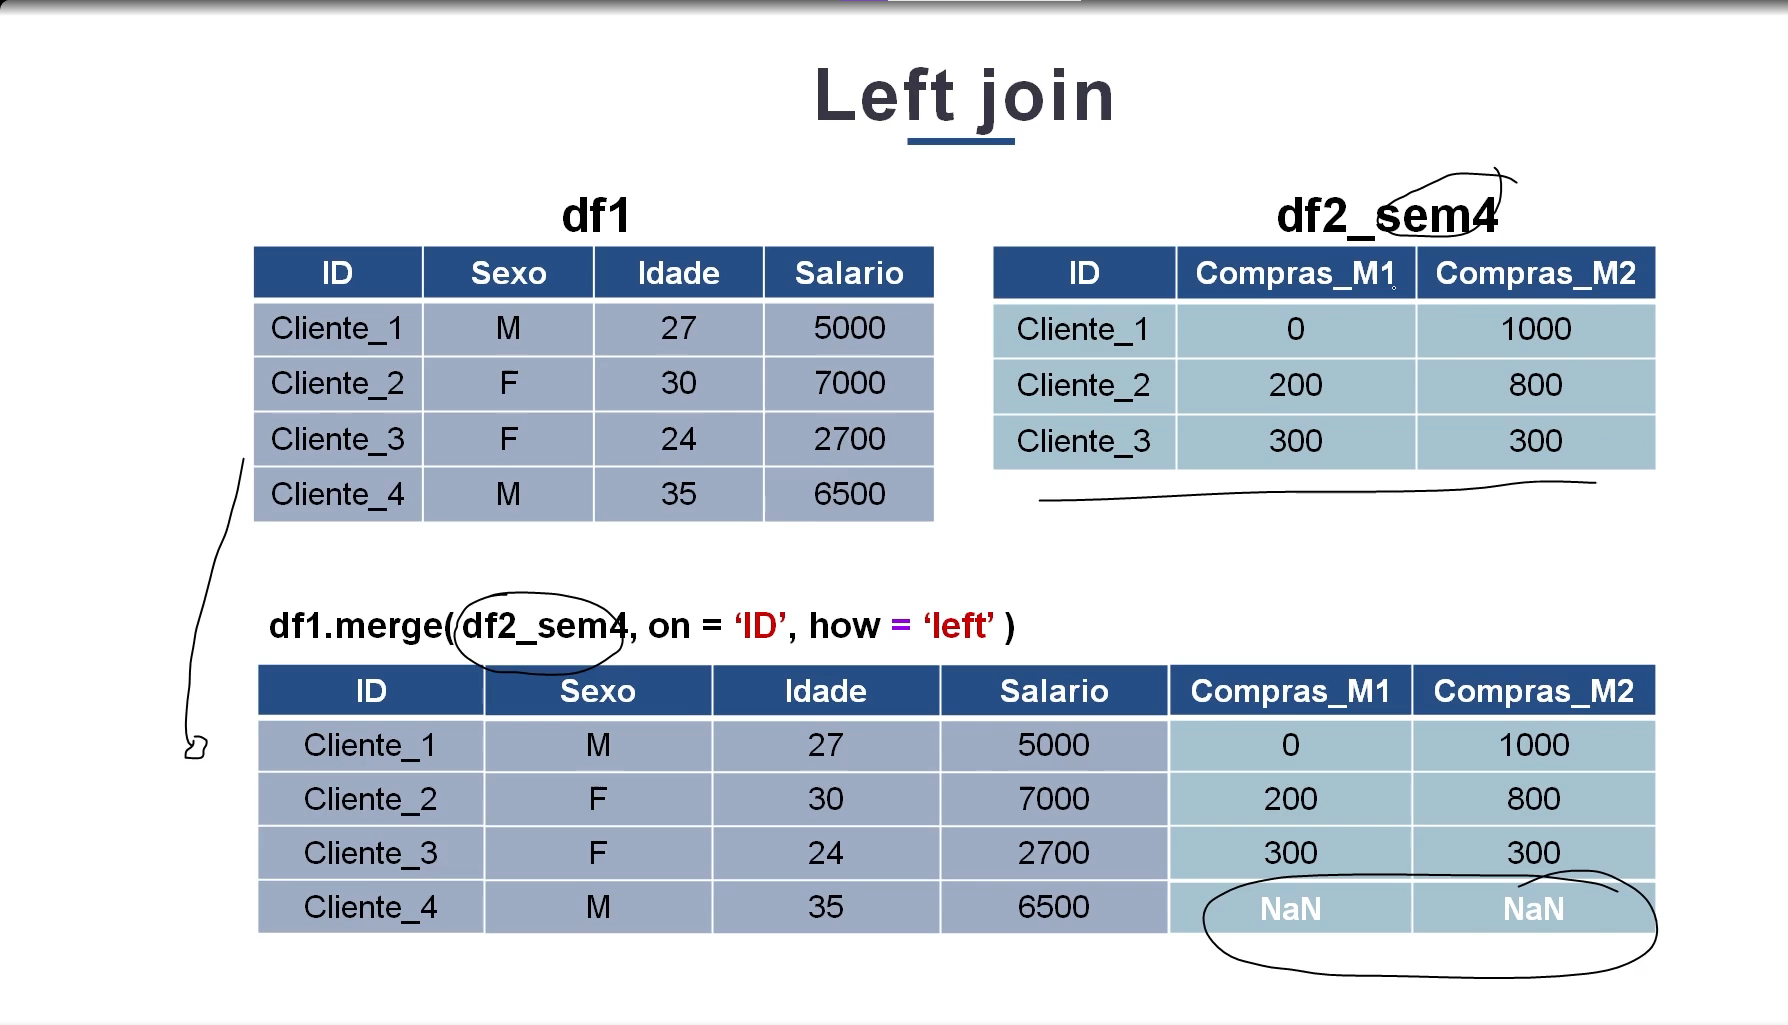 Left join
df1
ID Sexo Idade Salario
Cliente_1 M 27 5000
Cliente_2 F 30 7000
Cliente_3 F 24 2700
Cliente_4 M 35 6500
df2_sem4
ID Compras_M1 Compras_M2
Cliente_1 0 1000
Cliente_2 200 800
Cliente_3 300 300
df1.merge( df2_sem4, on = ‘ID’, how = ‘left’ )
ID Sexo Idade Salario Compras_M1 Compras_M2
Cliente_1 M 27 5000 0 1000
Cliente_2 F 30 7000 200 800
Cliente_3 F 24 2700 300 300
Cliente_4 M 35 6500 NaN NaN